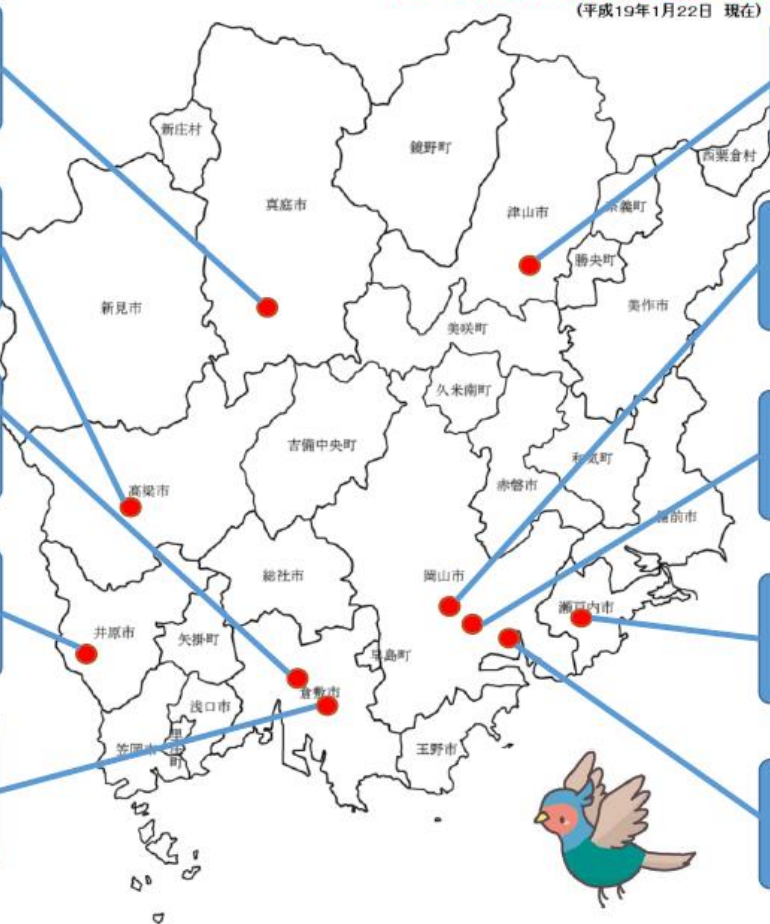 (平成19年1月22日 現在)
新庄村
鏡野町
西粟倉村
真庭市
津山市
奈義町
勝央町
新見市
美作市
美咲町
久米南町
吉備中央町
和気町
高梁市
赤磐市
備前市
総社市
岡山市
瀬戸内市
井原市
矢掛町
早島町
倉敷市
浅口市
笠岡市
里庄町
玉野市